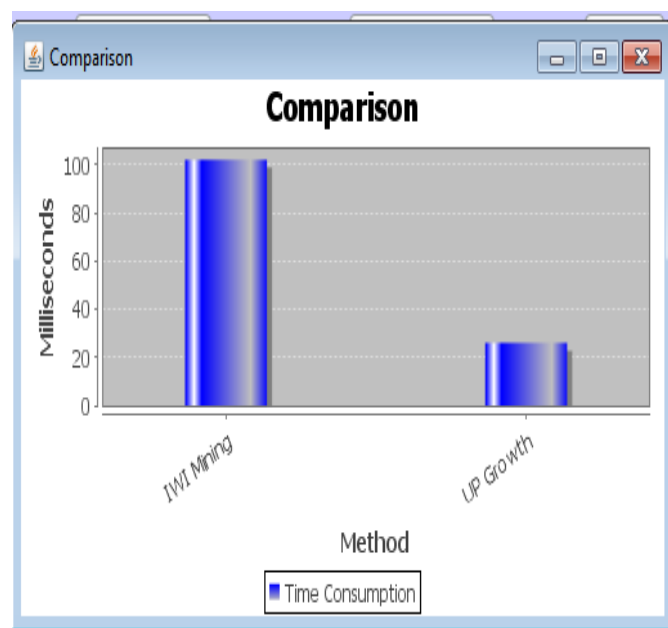 Comparison
Comparison
Milliseconds
100
80
60
40
20
0
IWI Mining
UP Growth
Method
Time Consumption